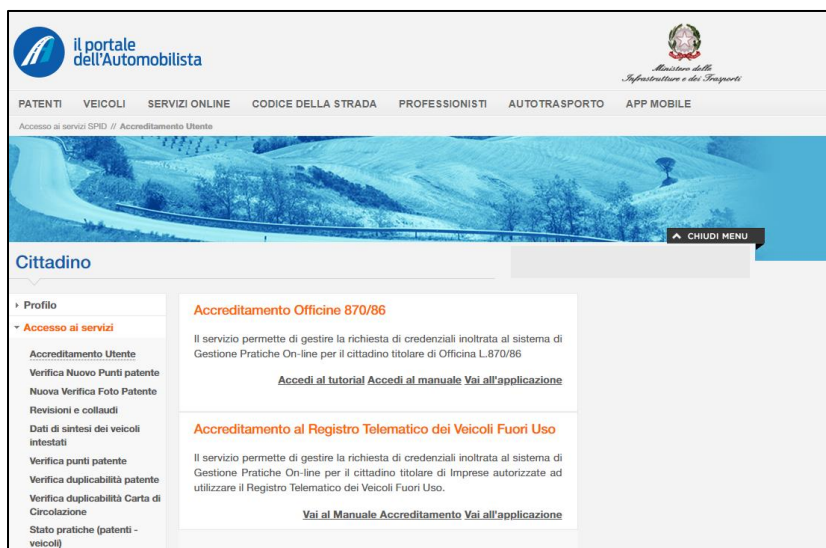 il portale
dell'Automobilista
Ministero delle
Infrastrutture e dei Trasporti
PATENTI VEICOLI SERVIZI ONLINE CODICE DELLA STRADA PROFESSIONISTI AUTOTRASPORTO APP MOBILE
Accesso ai servizi SPID // Accreditamento Utente
CHIUDI MENU
Cittadino
Profilo
Accesso ai servizi
Accreditamento Utente
Verifica Nuovo Punti patente
Nuova Verifica Foto Patente
Revisioni e collaudi
Dati di sintesi dei veicoli
intestati
Verifica punti patente
Verifica duplicabilità patente
Verifica duplicabilità Carta di
Circolazione
Stato pratiche (patenti -
veicoli)
Accreditamento Officine 870/86
Il servizio permette di gestire la richiesta di credenziali inoltrata al sistema di
Gestione Pratiche On-line per il cittadino titolare di Officina L.870/86
Accedi al tutorial Accedi al manuale Vai all'applicazione
Accreditamento al Registro Telematico dei Veicoli Fuori Uso
Il servizio permette di gestire la richiesta di credenziali inoltrata al sistema di
Gestione Pratiche On-line per il cittadino titolare di Imprese autorizzate ad
utilizzare il Registro Telematico dei Veicoli Fuori Uso.
Vai al Manuale Accreditamento Vai all'applicazione